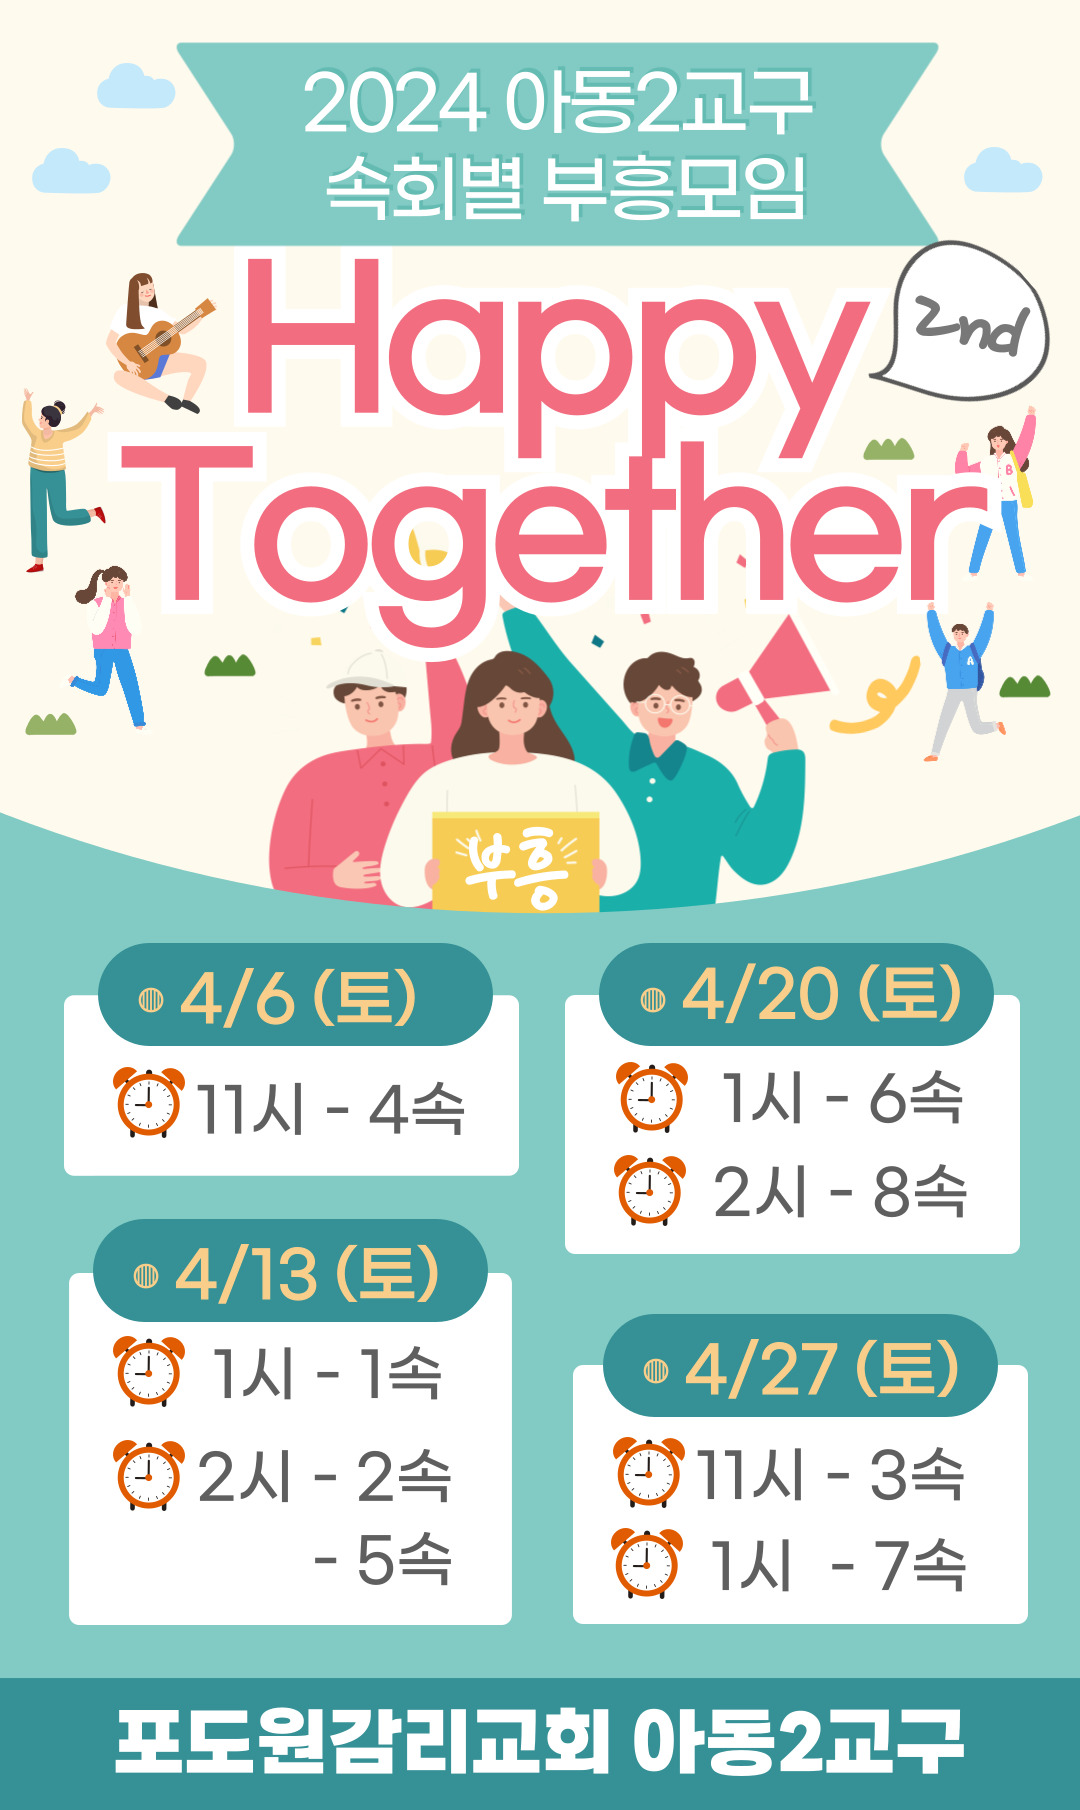 2024 아동2교구
속회별 부흥모임
Happy
2nd
Together
B
A
부흥
4/6 (토)
11시 - 4속
4/13 (토)
1시 - 1속
2시 - 2속
- 5속
4/20 (토)
1시 - 6속
2시 - 8속
4/27 (토)
11시 - 3속
1시 - 7속
포도원감리교회 아동2교구